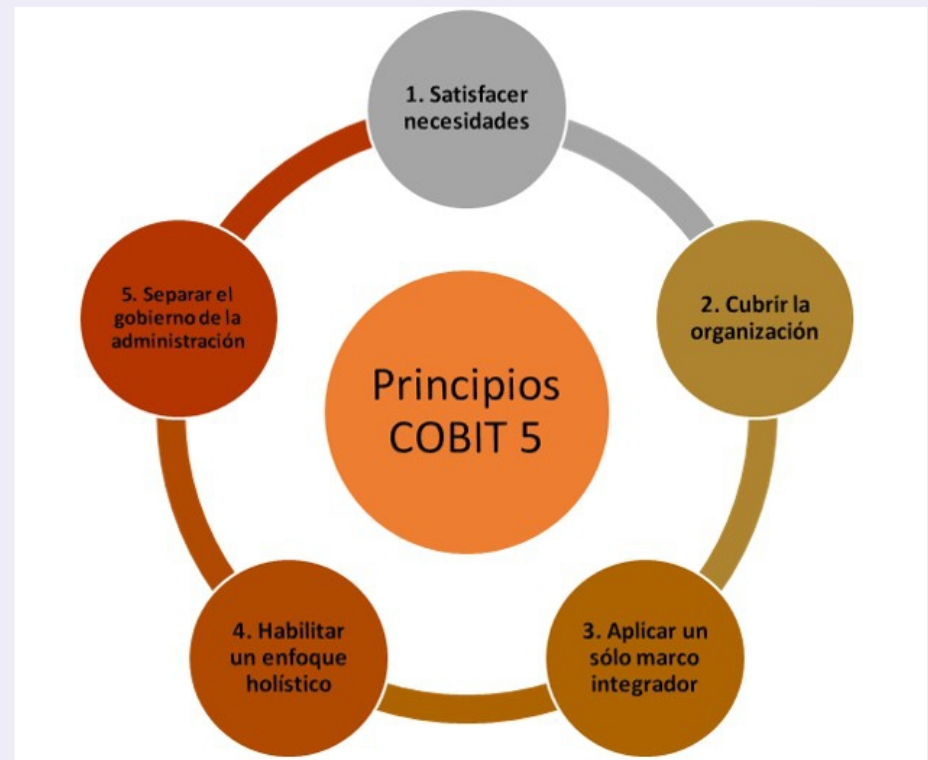 1. Satisfacer
necesidades
2. Cubrir la
organización
3. Aplicar un
sólo marco
integrador
4. Habilitar
un enfoque
holístico
5. Separar el
gobierno de la
administración
Principios
COBIT 5